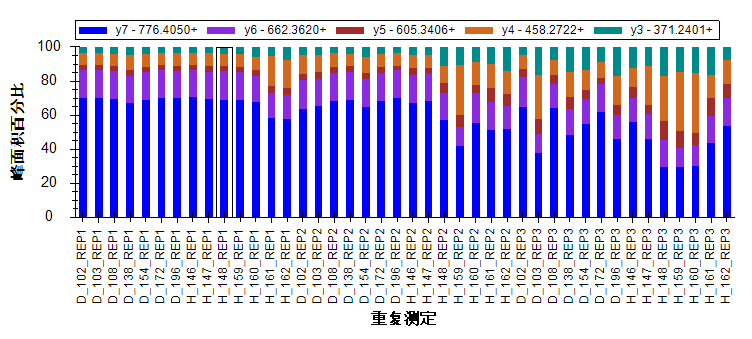 y7 - 776.4050+ y6 - 662.3620+ y5 - 605.3406+ y4 - 458.2722+ y3 - 371.2401+
峰面积百分比
100
80
60
40
20
0
D_102_REP1
D_103_REP1
D_108_REP1
D_138_REP1
D_154_REP1
D_172_REP1
D_196_REP1
H_146_REP1
H_147_REP1
H_148_REP1
H_159_REP1
H_160_REP1
H_161_REP1
H_162_REP1
D_102_REP2
D_103_REP2
D_108_REP2
D_138_REP2
D_154_REP2
D_172_REP2
D_196_REP2
H_146_REP2
H_147_REP2
H_148_REP2
H_159_REP2
H_160_REP2
H_161_REP2
H_162_REP2
D_102_REP3
D_103_REP3
D_108_REP3
D_138_REP3
D_154_REP3
D_172_REP3
D_196_REP3
H_146_REP3
H_147_REP3
H_148_REP3
H_159_REP3
H_160_REP3
H_161_REP3
H_162_REP3
重复测定